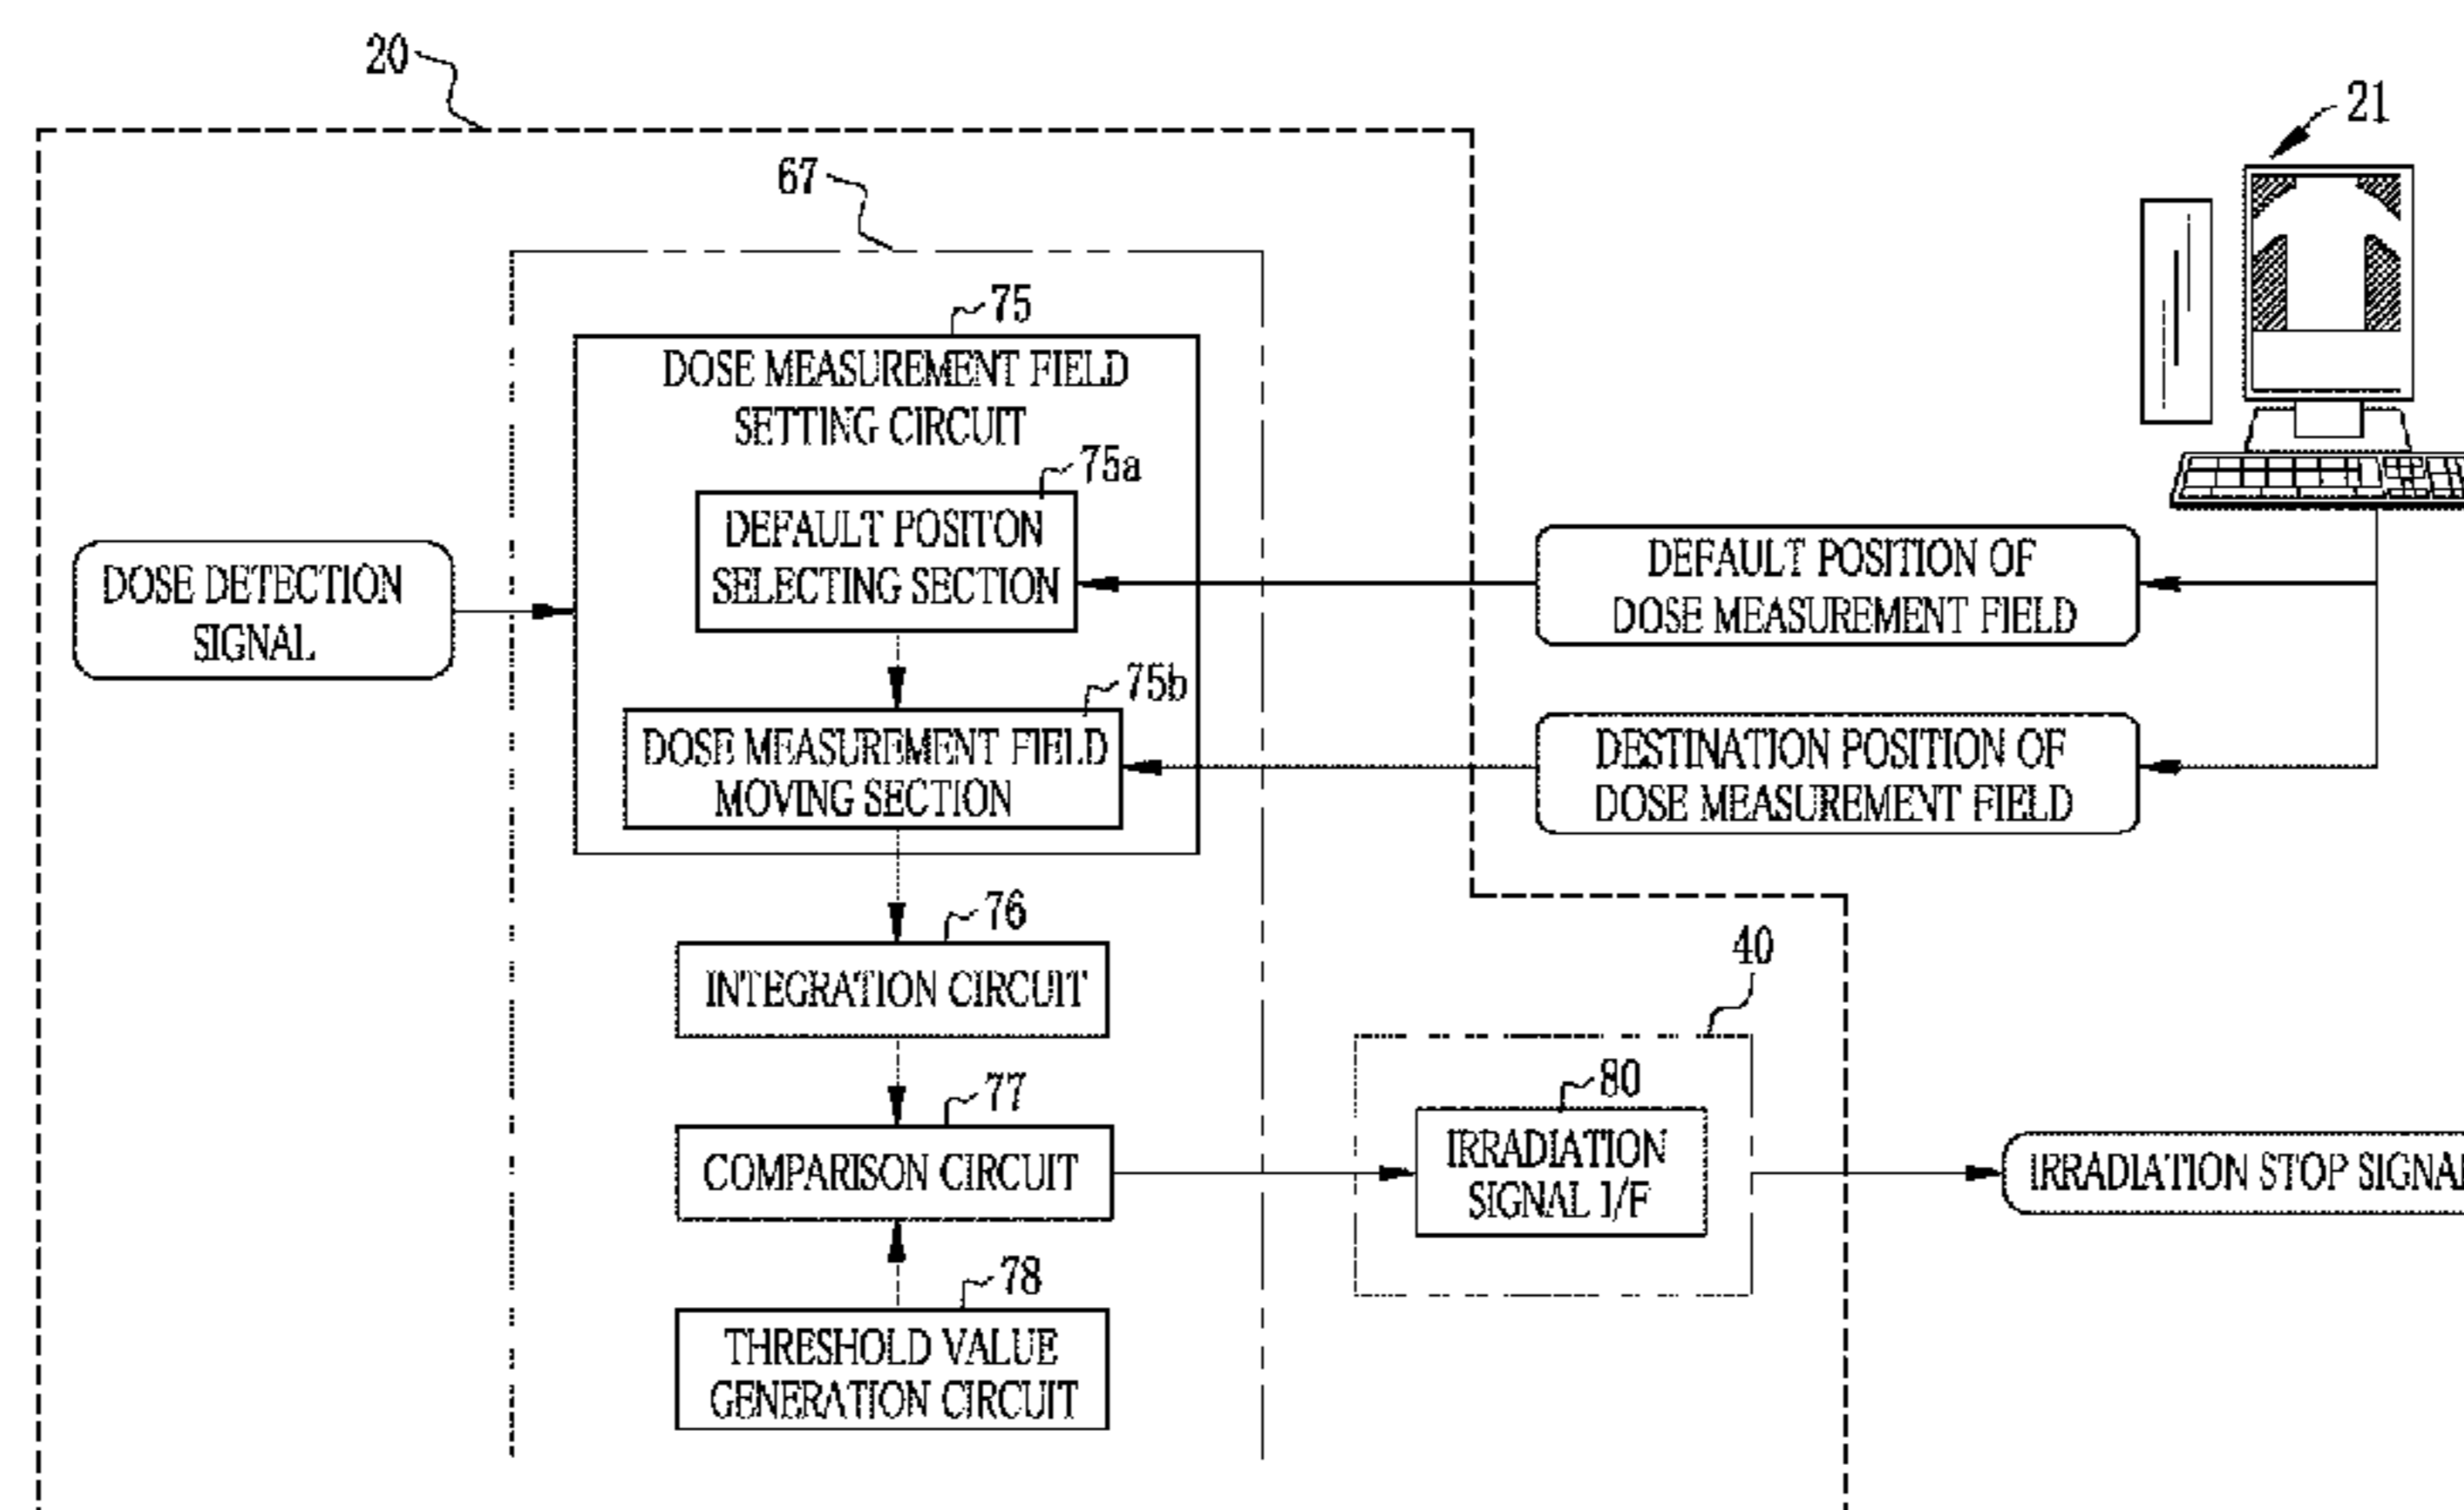 20
21
67
75
DOSE MEASUREMENT FIELD
SETTING CIRCUIT
75a
DEFAULT POSITON
SELECTING SECTION
DOSE DETECTION
SIGNAL
DEFAULT POSITION OF
DOSE MEASUREMENT FIELD
75b
DOSE MEASUREMENT FIELD
MOVING SECTION
DESTINATION POSITION OF
DOSE MEASUREMENT FIELD
76
INTEGRATION CIRCUIT
40
77
COMPARISON CIRCUIT
80
IRRADIATION
SIGNAL I/F
IRRADIATION STOP SIGNAL
78
THRESHOLD VALUE
GENERATION CIRCUIT